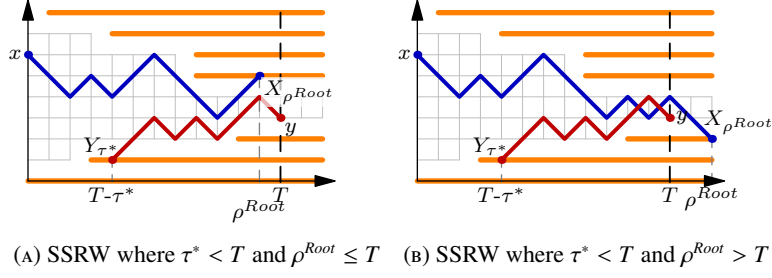 x
X_{ρ^{Root}}
Y_{τ*}
y
T-τ*
T
ρ^{Root}
x
y
X_{ρ^{Root}}
Y_{τ*}
T-τ*
T
ρ^{Root}
(A) SSRW where τ* < T and ρ^{Root} ≤ T
(B) SSRW where τ* < T and ρ^{Root} > T